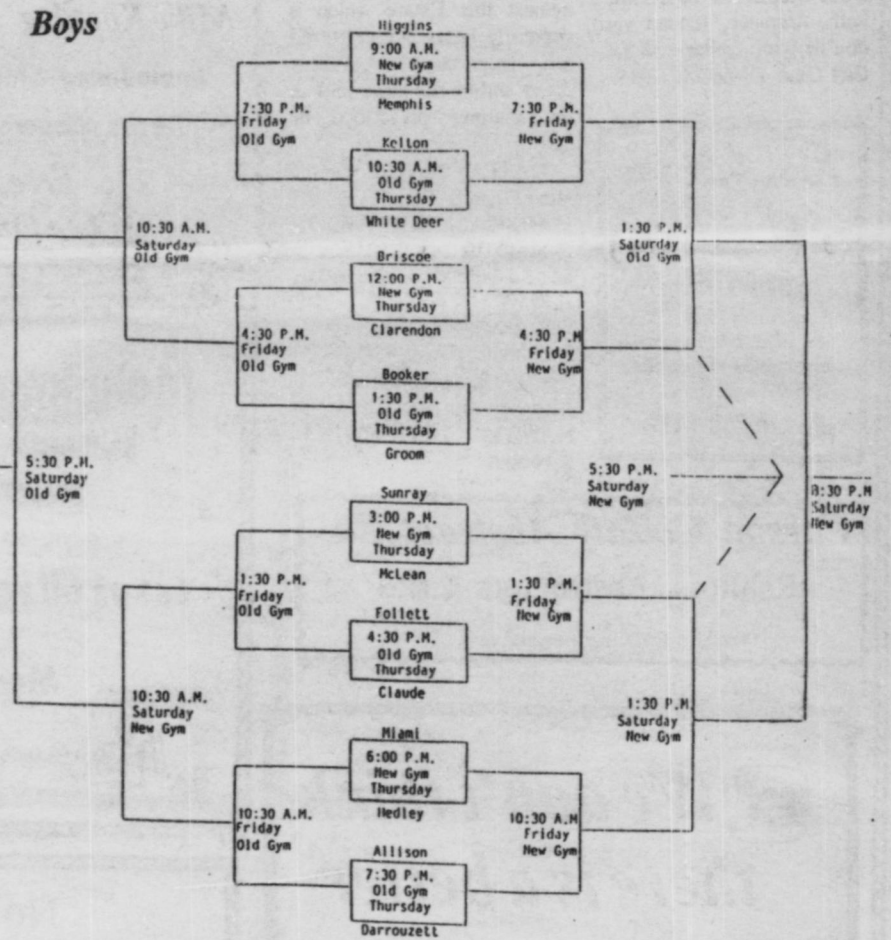 Boys
Higgins
9:00 A.M.
New Gym
Thursday
Memphis
7:30 P.M.
Friday
Old Gym
7:30 P.M.
Friday
New Gym
Kelton
10:30 A.M.
Old Gym
Thursday
White Deer
10:30 A.M.
Saturday
Old Gym
1:30 P.M.
Saturday
Old Gym
Briscoe
12:00 P.M.
New Gym
Thursday
Clarendon
4:30 P.M.
Friday
Old Gym
4:30 P.M
Friday
New Gym
Booker
1:30 P.M.
Old Gym
Thursday
Groom
5:30 P.M.
Saturday
Old Gym
5:30 P.M.
Saturday
New Gym
8:30 P.M
Saturday
New Gym
Sunray
3:00 P.M.
New Gym
Thursday
McLean
1:30 P.M.
Friday
Old Gym
1:30 P.M.
Friday
New Gym
Follett
4:30 P.M.
Old Gym
Thursday
Claude
10:30 A.M.
Saturday
New Gym
1:30 P.M
Saturday
New Gym
Miami
6:00 P.M.
New Gym
Thursday
Hedley
10:30 A.M.
Friday
Old Gym
10:30 A.M
Friday
New Gym
Allison
7:30 P.M.
Old Gym
Thursday
Darrouzett